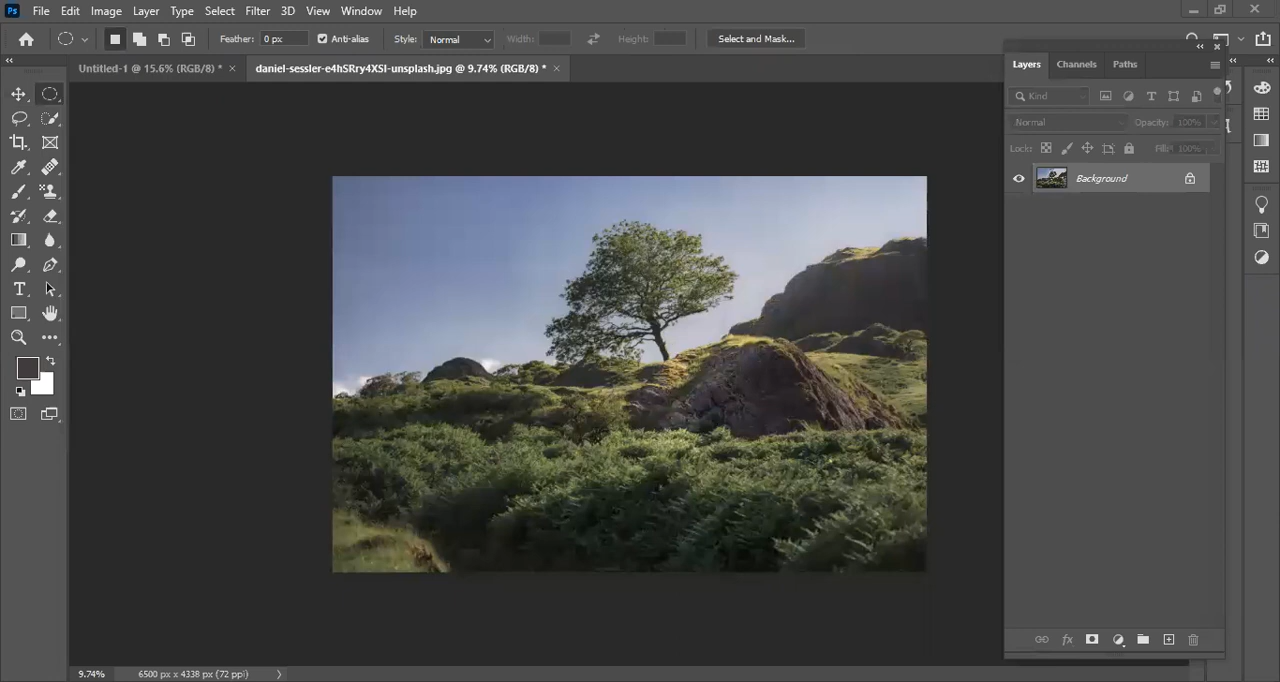 Ps File Edit Image Layer Type Select Filter 3D View Window Help
Feather: 0 px Anti-alias Style: Normal Width: Height: Select and Mask...
Untitled-1 @ 15.6% (RGB/8) * × daniel-sessler-e4hSRry4XSI-unsplash.jpg @ 9.74% (RGB/8) * ×
Layers Channels Paths
Kind
Normal Opacity: 100%
Lock: Fill: 100%
Background
fx
9.74% 6500 px x 4338 px (72 ppi)